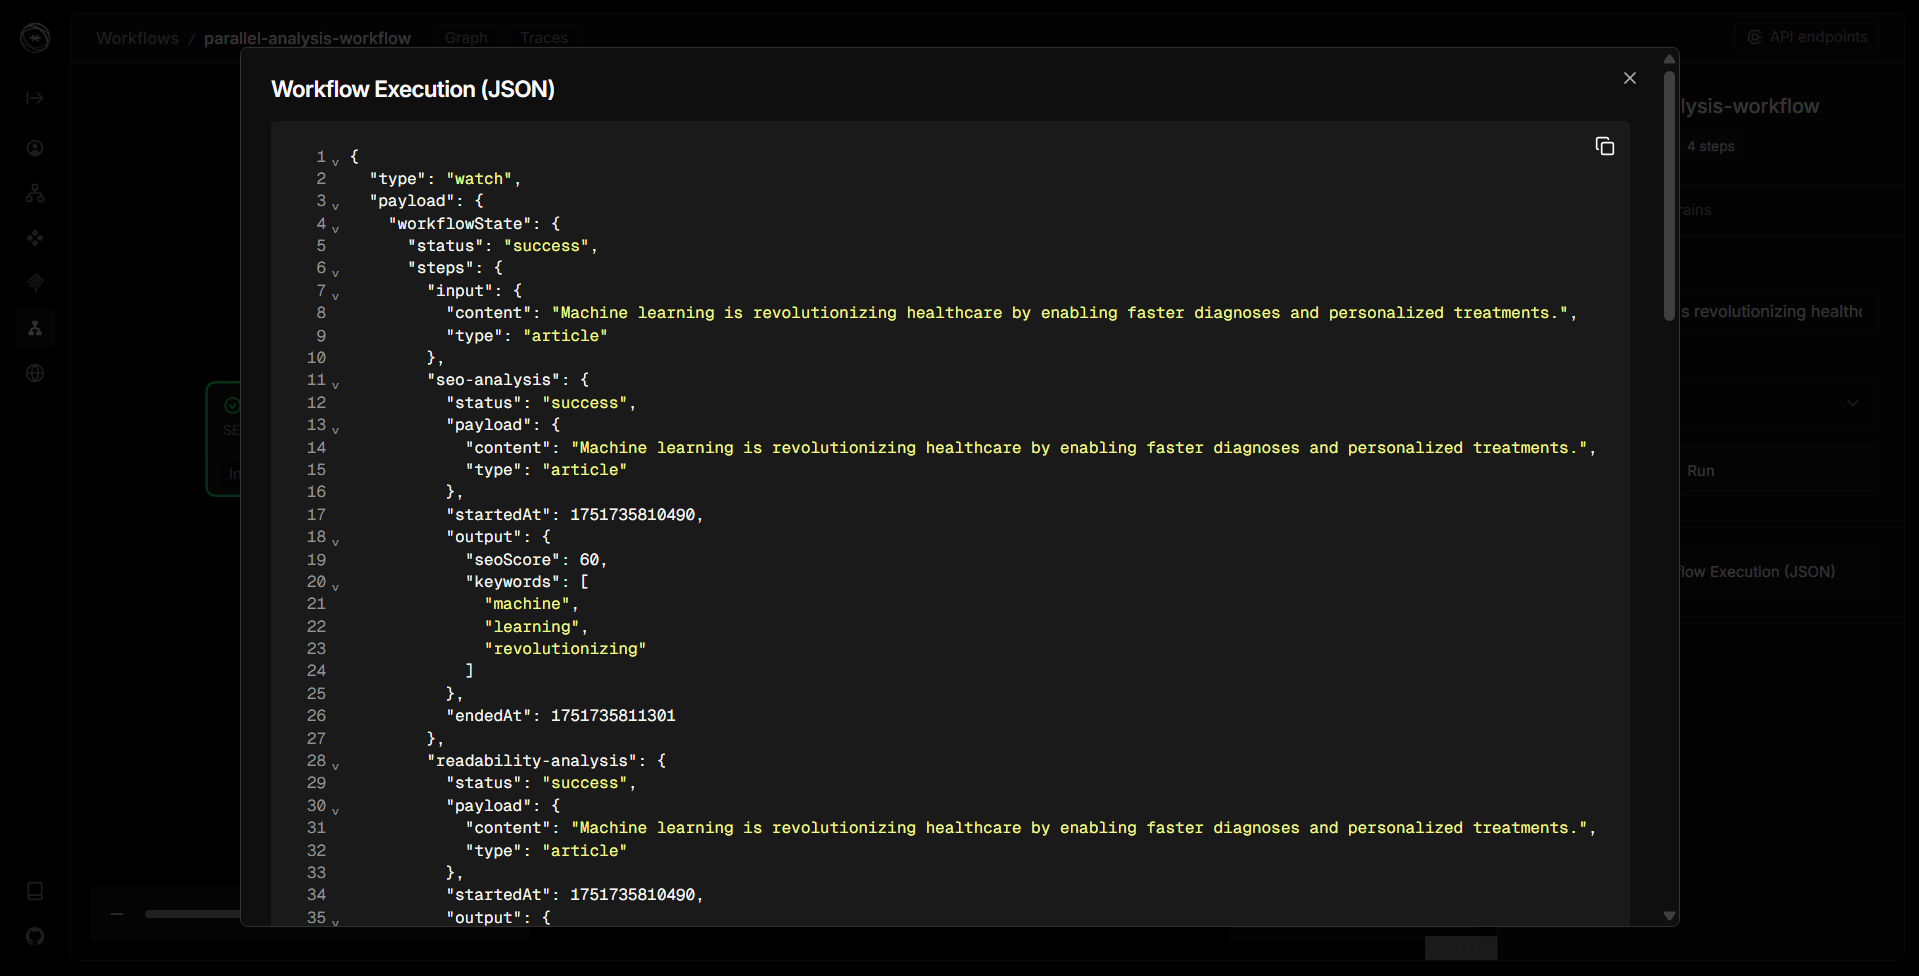 Workflows / parallel-analysis-workflow
Graph
Traces
API endpoints
Workflow Execution (JSON)
lysis-workflow
4 steps
rains
s revolutionizing healthc
Run
flow Execution (JSON)
SE
In
1 {
2 "type": "watch",
3 "payload": {
4 "workflowState": {
5 "status": "success",
6 "steps": {
7 "input": {
8 "content": "Machine learning is revolutionizing healthcare by enabling faster diagnoses and personalized treatments.",
9 "type": "article"
10 },
11 "seo-analysis": {
12 "status": "success",
13 "payload": {
14 "content": "Machine learning is revolutionizing healthcare by enabling faster diagnoses and personalized treatments.",
15 "type": "article"
16 },
17 "startedAt": 1751735810490,
18 "output": {
19 "seoScore": 60,
20 "keywords": [
21 "machine",
22 "learning",
23 "revolutionizing"
24 ]
25 },
26 "endedAt": 1751735811301
27 },
28 "readability-analysis": {
29 "status": "success",
30 "payload": {
31 "content": "Machine learning is revolutionizing healthcare by enabling faster diagnoses and personalized treatments.",
32 "type": "article"
33 },
34 "startedAt": 1751735810490,
35 "output": {